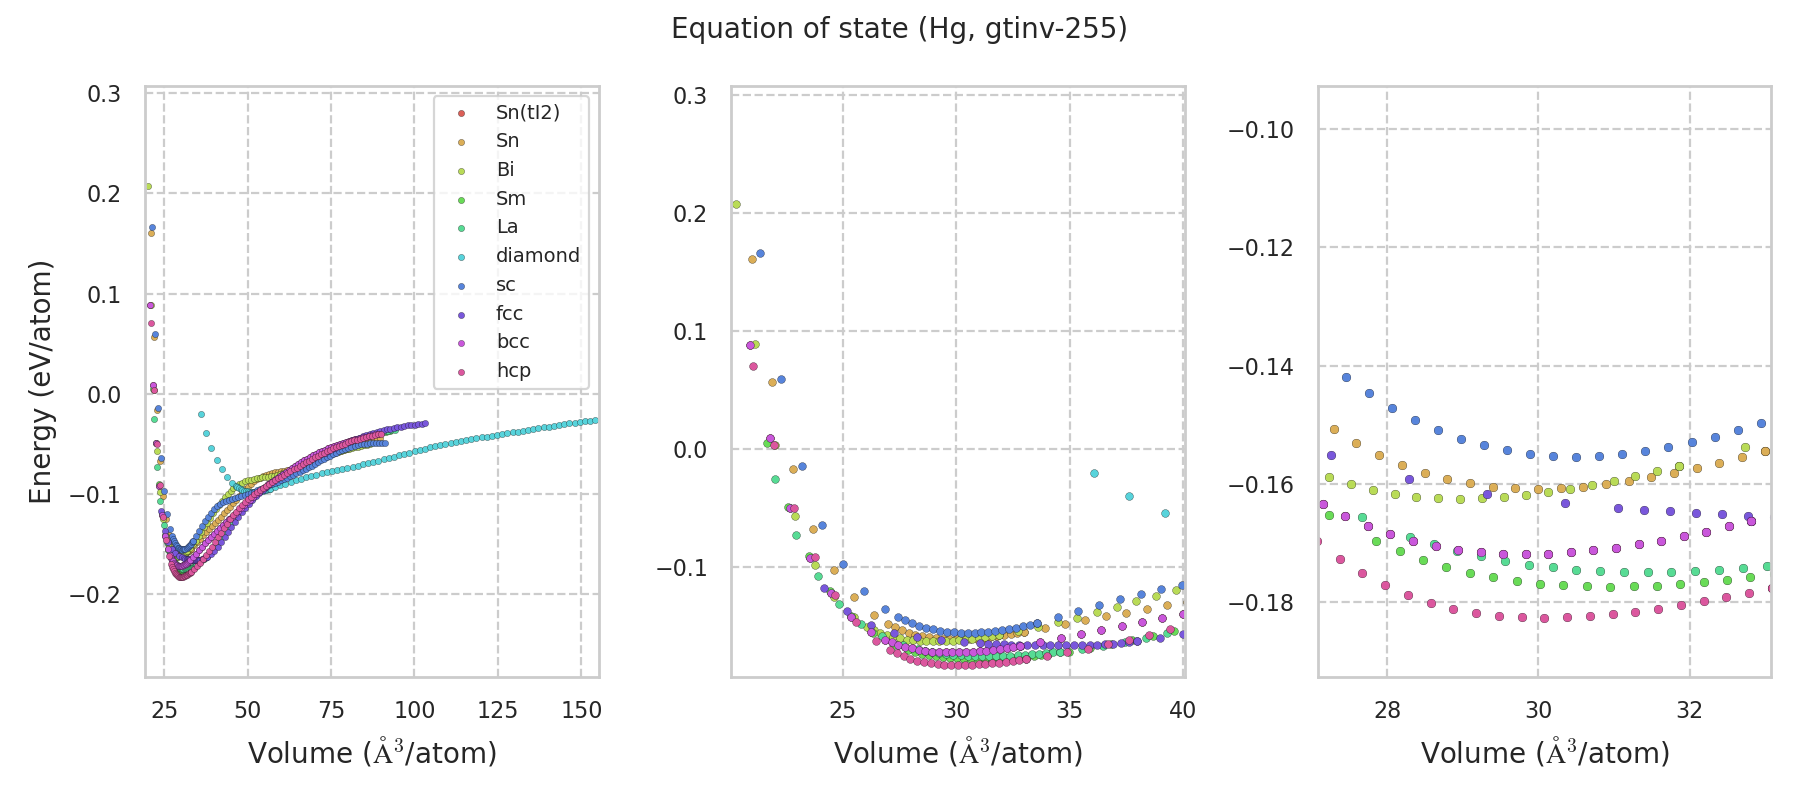 Equation of state (Hg, gtinv-255)
Energy (eV/atom)
0.3
0.2
0.1
0.0
−0.1
−0.2
25
50
75
100
125
150
Volume (Å³/atom)
Sn(tI2)
Sn
Bi
Sm
La
diamond
sc
fcc
bcc
hcp
0.3
0.2
0.1
0.0
−0.1
25
30
35
40
Volume (Å³/atom)
−0.10
−0.12
−0.14
−0.16
−0.18
28
30
32
Volume (Å³/atom)